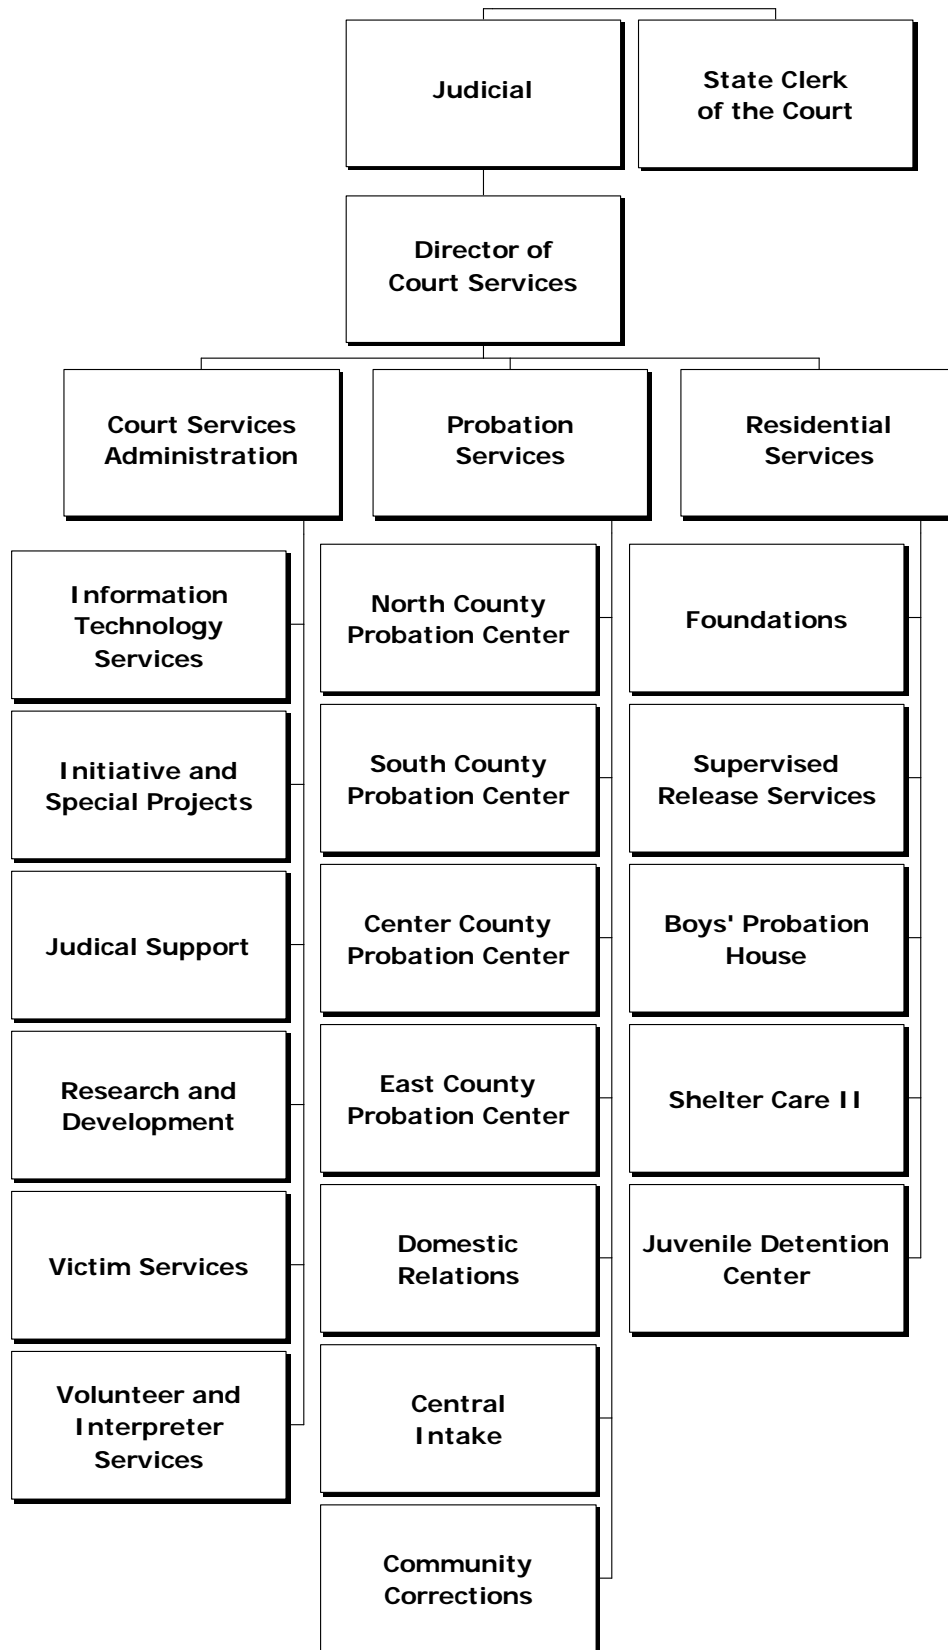 Judicial
State Clerk
of the Court
Director of
Court Services
Court Services
Administration
Probation
Services
Residential
Services
Information
Technology
Services
Initiative and
Special Projects
Judical Support
Research and
Development
Victim Services
Volunteer and
Interpreter
Services
North County
Probation Center
South County
Probation Center
Center County
Probation Center
East County
Probation Center
Domestic
Relations
Central
Intake
Community
Corrections
Foundations
Supervised
Release Services
Boys' Probation
House
Shelter Care II
Juvenile Detention
Center